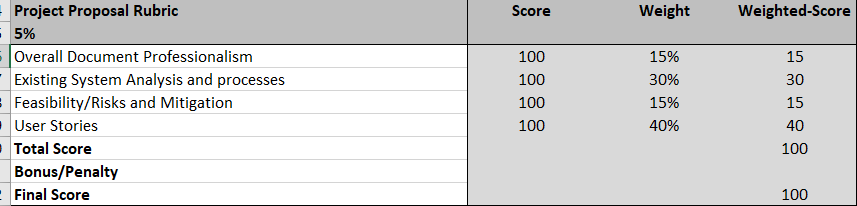 Project Proposal Rubric Score Weight Weighted-Score
5%
Overall Document Professionalism 100 15% 15
Existing System Analysis and processes 100 30% 30
Feasibility/Risks and Mitigation 100 15% 15
User Stories 100 40% 40
Total Score 100
Bonus/Penalty
Final Score 100